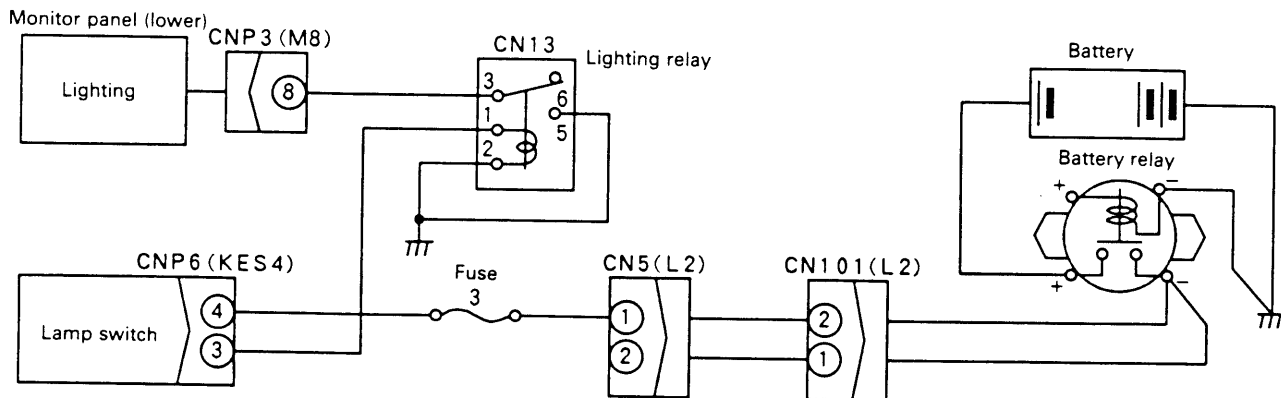 Monitor panel (lower)
CNP3 (M8)
CN13
Lighting relay
Battery
Lighting
8
3
6
1
5
2
Battery relay
+
-
CNP6 (KES4)
Fuse
3
CN5 (L2)
CN101 (L2)
+
-
Lamp switch
4
3
1
2
2
1